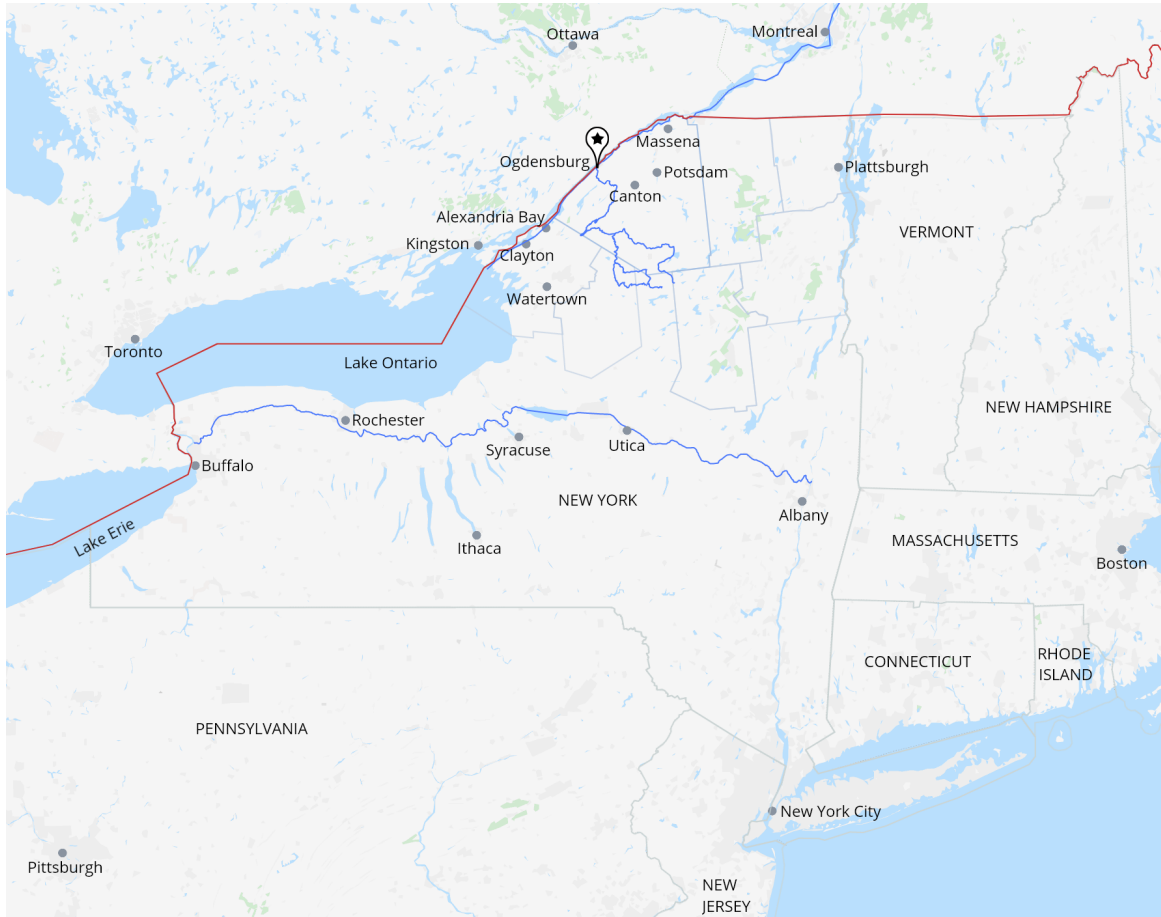 Ottawa
Montreal
Massena
Ogdensburg
Potsdam
Plattsburgh
Canton
Alexandria Bay
VERMONT
Kingston
Clayton
Watertown
Toronto
Lake Ontario
NEW HAMPSHIRE
Rochester
Utica
Syracuse
Buffalo
NEW YORK
Albany
Lake Erie
MASSACHUSETTS
Ithaca
Boston
RHODE
ISLAND
CONNECTICUT
PENNSYLVANIA
New York City
Pittsburgh
NEW
JERSEY